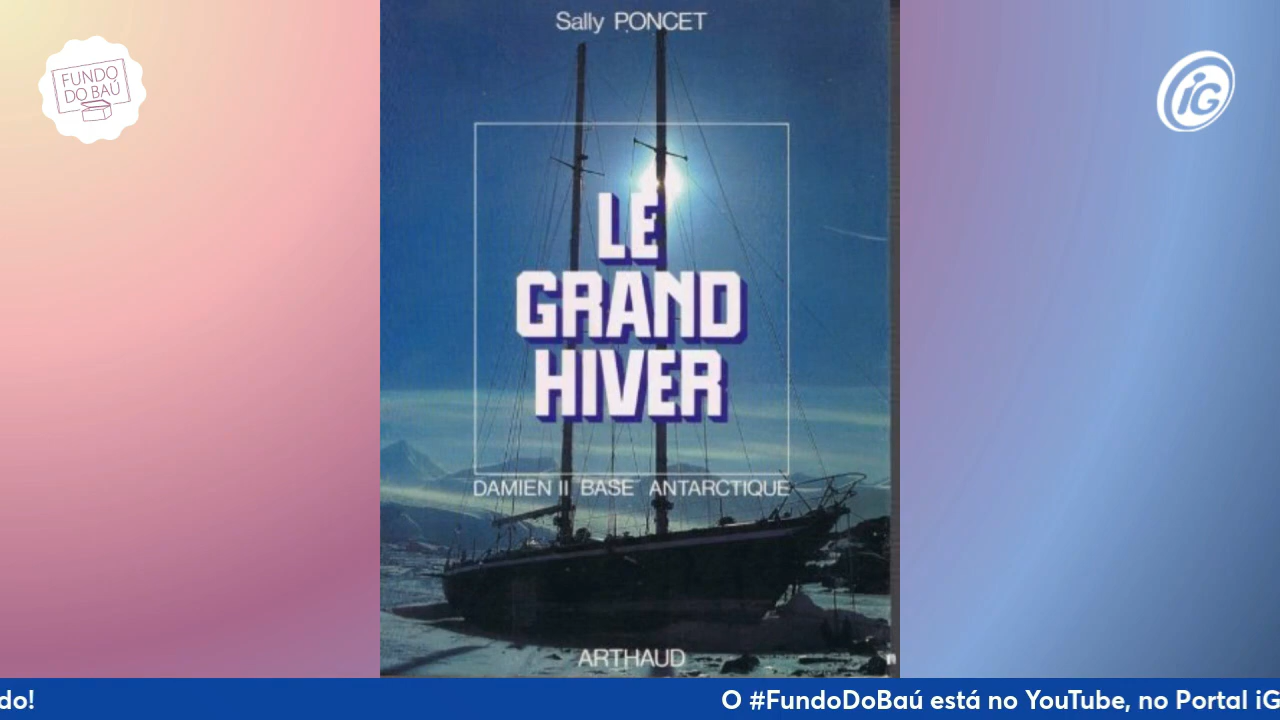 FUNDO
DO BAÚ
iG
Sally PONCET
LE
GRAND
HIVER
DAMIEN II BASE ANTARCTIQUE
ARTHAUD
do!
O #FundoDoBaú está no YouTube, no Portal iG